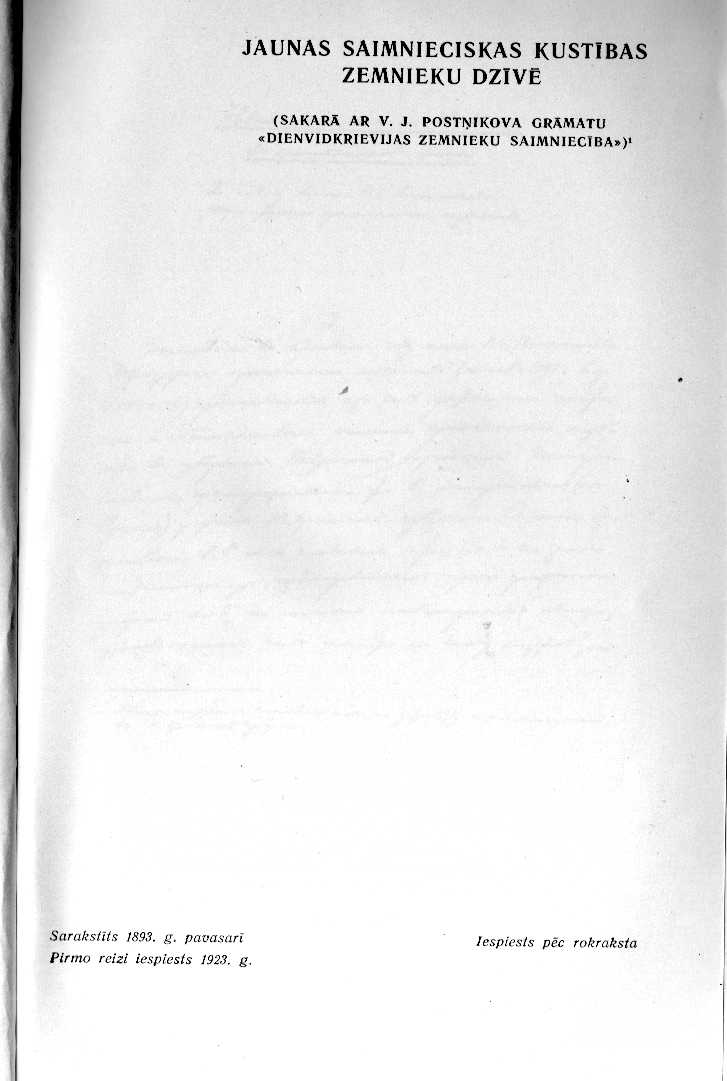 JAUNAS SAIMNIECISKAS KUSTĪBAS
ZEMNIEKU DZĪVĒ
(SAKARĀ AR V. J. POSTŅIKOVA GRĀMATU
«DIENVIDKRIEVIJAS ZEMNIEKU SAIMNIECĪBA»)¹
Sarakstīts 1893. g. pavasarī
Pirmo reizi iespiests 1923. g.
Iespiests pēc rokraksta